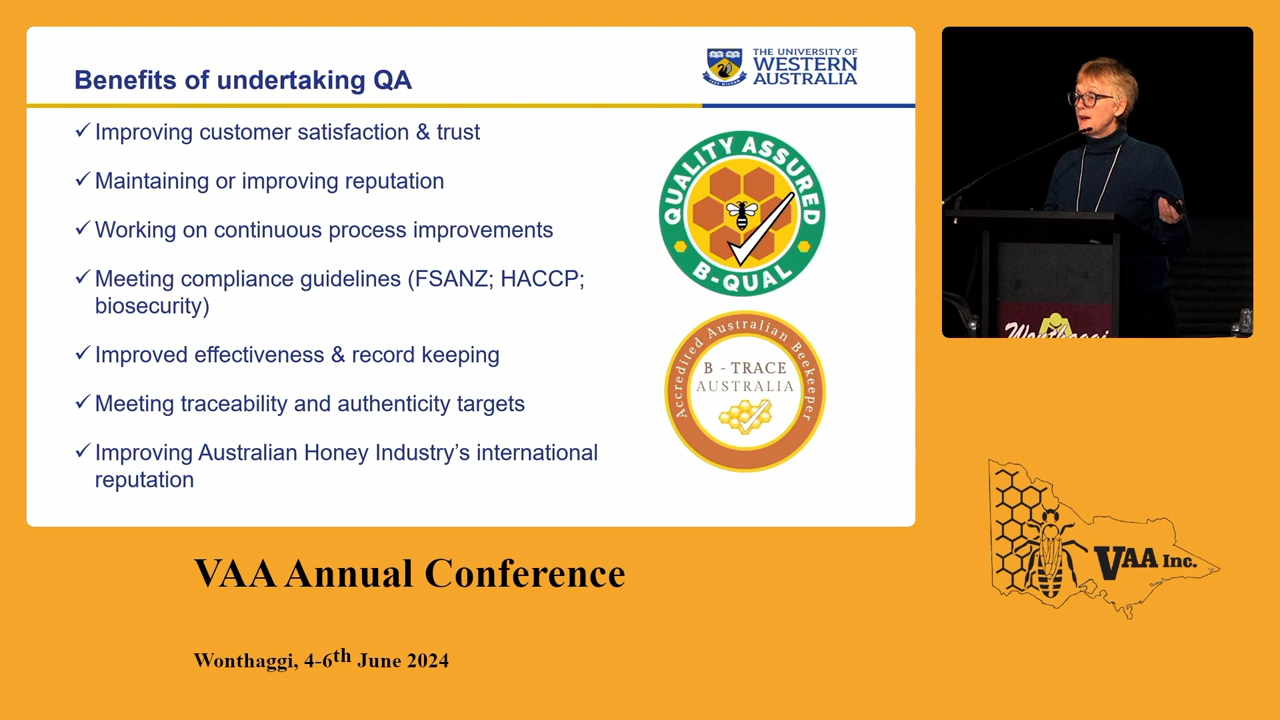 Benefits of undertaking QA
THE UNIVERSITY OF
WESTERN
AUSTRALIA
Improving customer satisfaction & trust
Maintaining or improving reputation
Working on continuous process improvements
Meeting compliance guidelines (FSANZ; HACCP;
biosecurity)
Improved effectiveness & record keeping
Meeting traceability and authenticity targets
Improving Australian Honey Industry's international
reputation
QUALITY ASSURED
B-QUAL
Accredited Australian Beekeeper
B - TRACE
AUSTRALIA
Wonthaggi
VAA Inc.
VAA Annual Conference
Wonthaggi, 4-6th June 2024